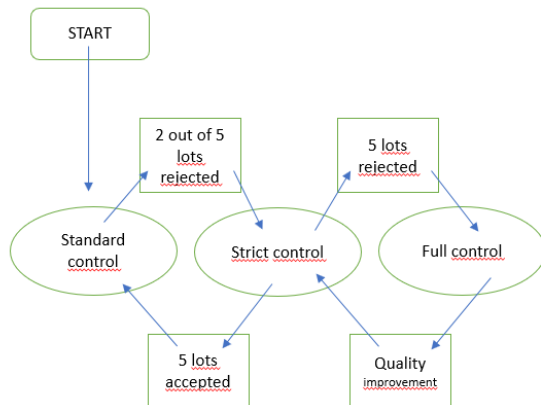 START
2 out of 5
lots
rejected
5 lots
rejected
Standard
control
Strict control
Full control
5 lots
accepted
Quality
improvement